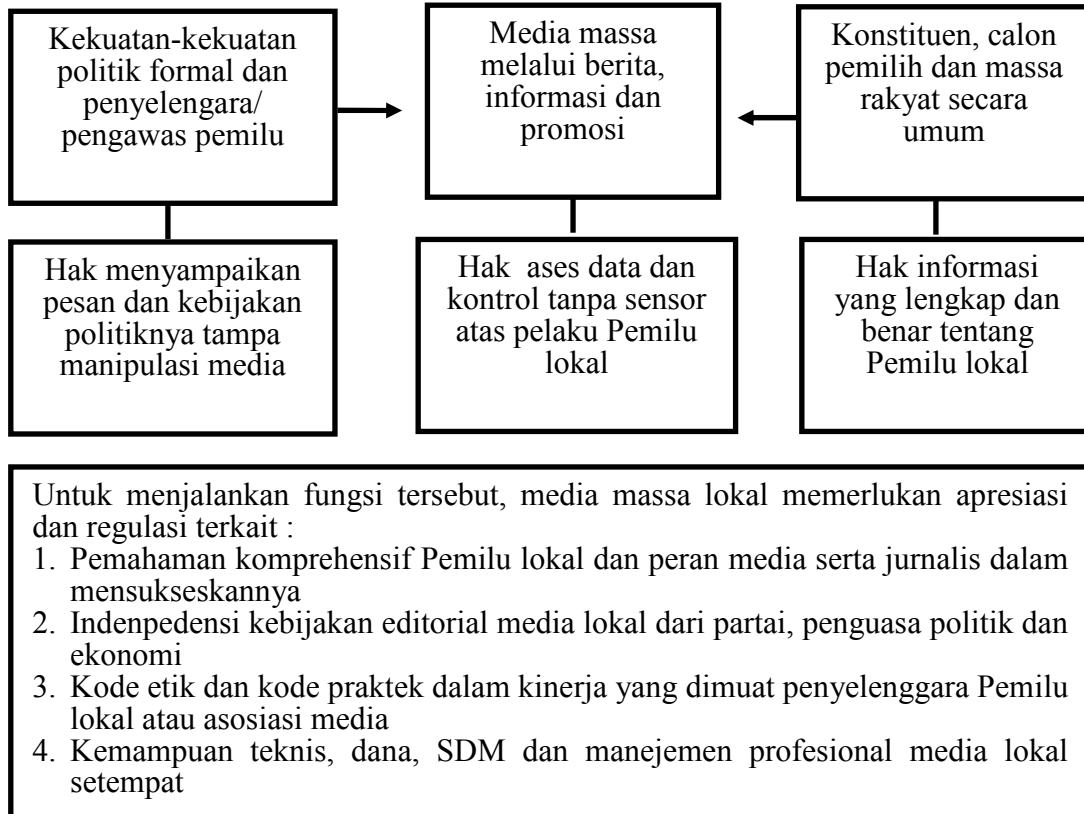 Kekuatan-kekuatan
politik formal dan
penyelengara/
pengawas pemilu
Media massa
melalui berita,
informasi dan
promosi
Konstituen, calon
pemilih dan massa
rakyat secara
umum
Hak menyampaikan
pesan dan kebijakan
politiknya tampa
manipulasi media
Hak ases data dan
kontrol tanpa sensor
atas pelaku Pemilu
lokal
Hak informasi
yang lengkap dan
benar tentang
Pemilu lokal
Untuk menjalankan fungsi tersebut, media massa lokal memerlukan apresiasi
dan regulasi terkait :
1. Pemahaman komprehensif Pemilu lokal dan peran media serta jurnalis dalam
mensukseskannya
2. Indenpedensi kebijakan editorial media lokal dari partai, penguasa politik dan
ekonomi
3. Kode etik dan kode praktek dalam kinerja yang dimuat penyelenggara Pemilu
lokal atau asosiasi media
4. Kemampuan teknis, dana, SDM dan manejemen profesional media lokal
setempat